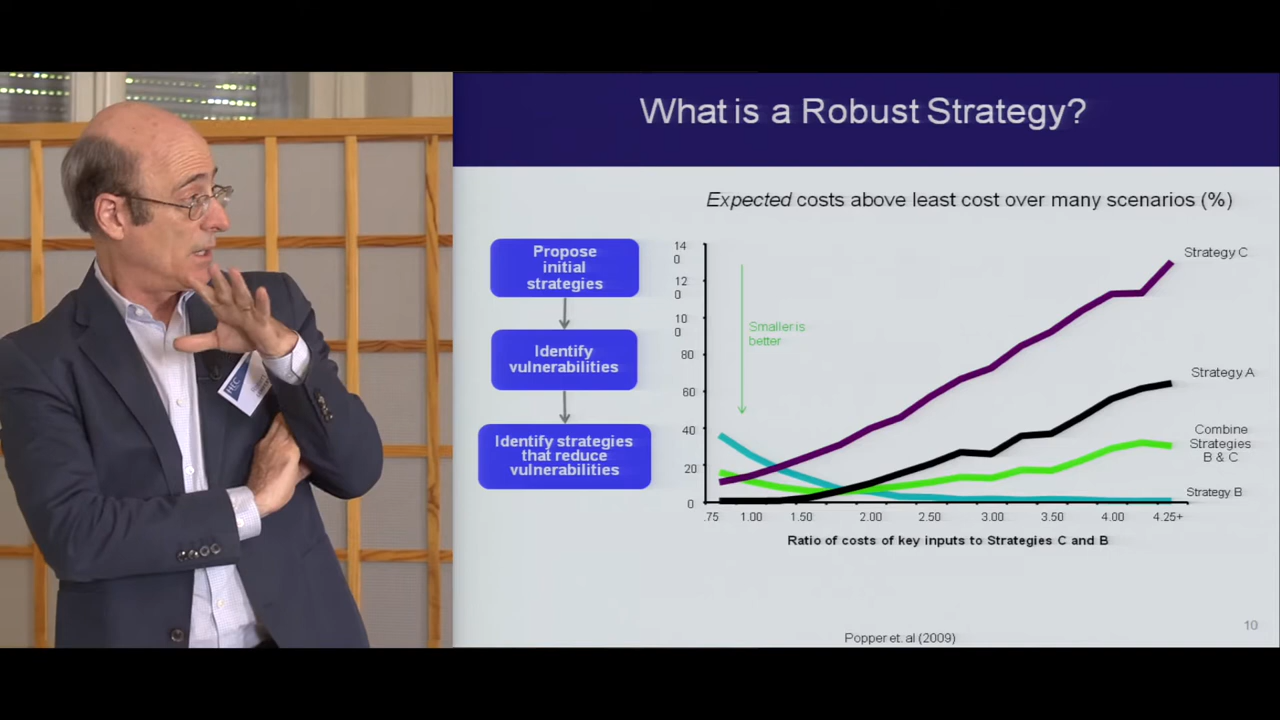 What is a Robust Strategy?
Expected costs above least cost over many scenarios (%)
Propose
initial
strategies
Identify
vulnerabilities
Identify strategies
that reduce
vulnerabilities
14
0
12
0
10
0
80
60
40
20
0
Smaller is
better
Strategy C
Strategy A
Combine
Strategies
B & C
Strategy B
.75 1.00 1.50 2.00 2.50 3.00 3.50 4.00 4.25+
Ratio of costs of key inputs to Strategies C and B
10
Popper et. al (2009)
HEC